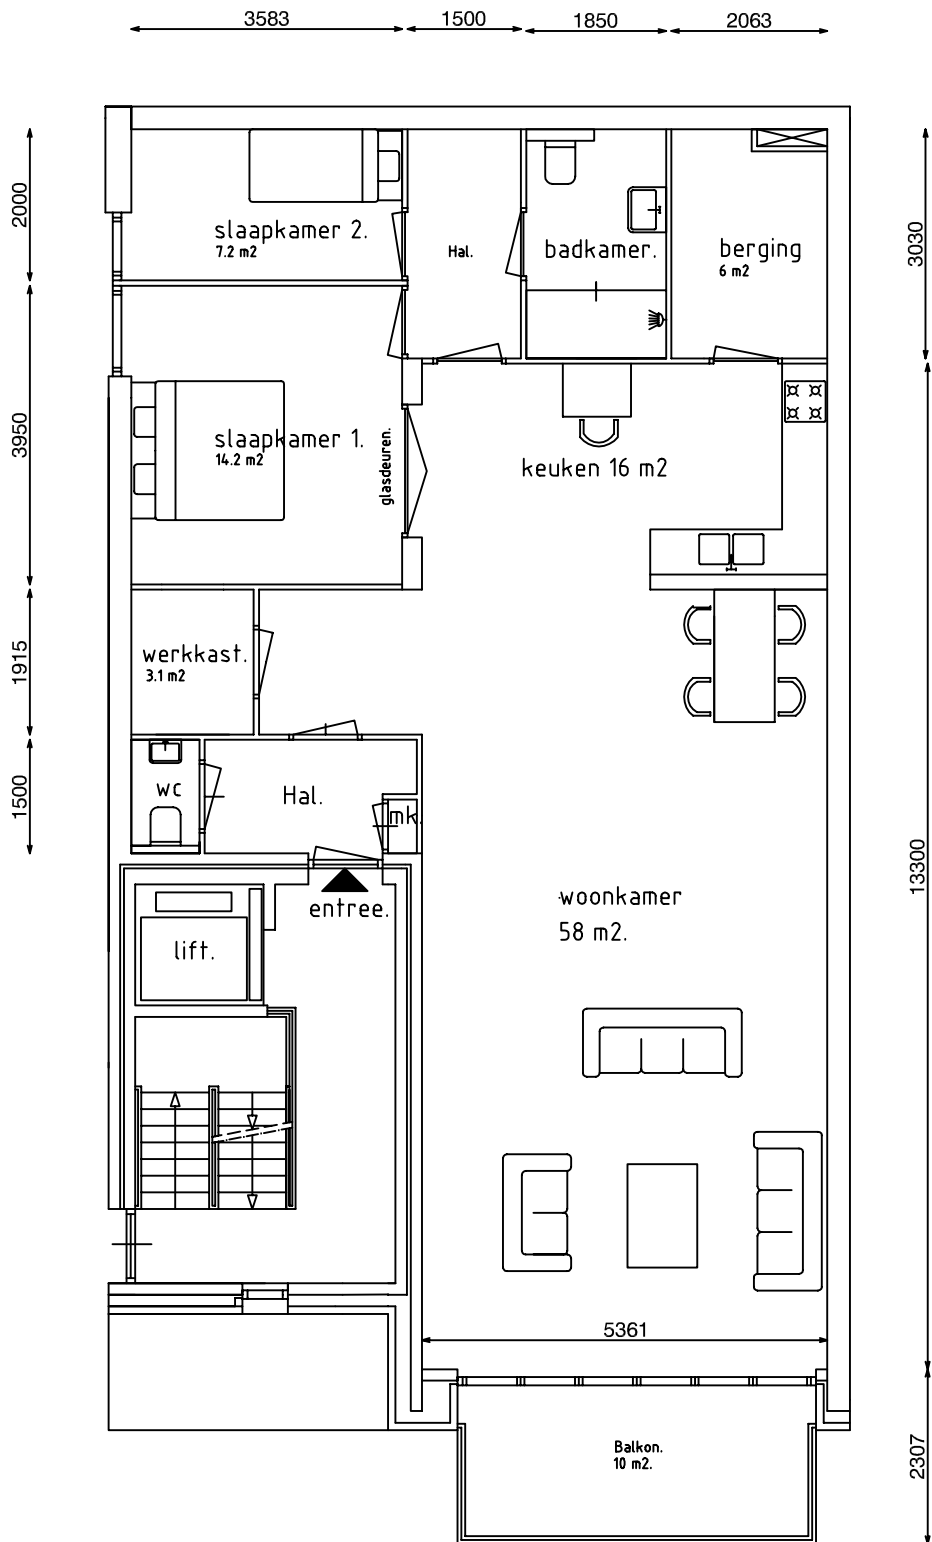 3583
1500
1850
2063
2000
3950
1915
1500
3030
13300
2307
slaapkamer 2.
7.2 m2
Hal.
badkamer.
berging
6 m2
slaapkamer 1.
14.2 m2
glasdeuren.
keuken 16 m2
werkkast.
3.1 m2
wc
Hal.
mk.
entree.
woonkamer
58 m2.
lift.
5361
Balkon.
10 m2.